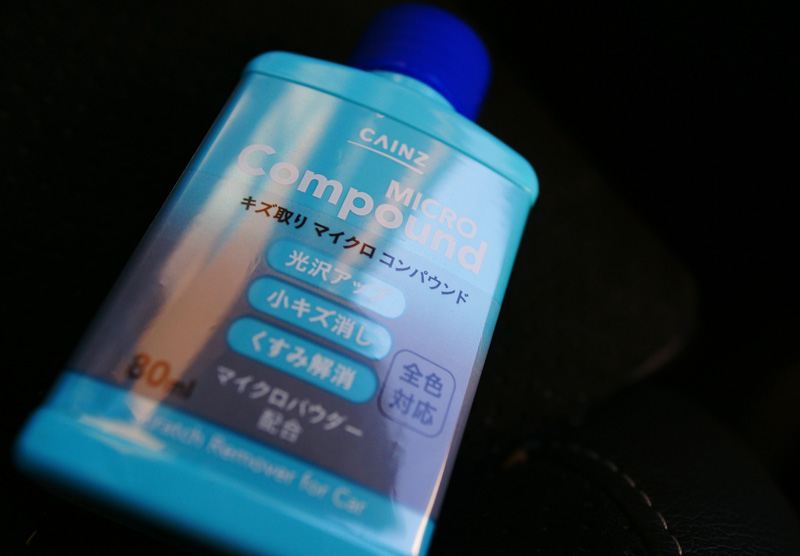 CAINZ
MICRO
Compound
キズ取り マイクロ コンパウンド
光沢アップ
小キズ消し
くすみ解消
全色
対応
80ml
マイクロパウダー
配合
Scratch Remover for Car